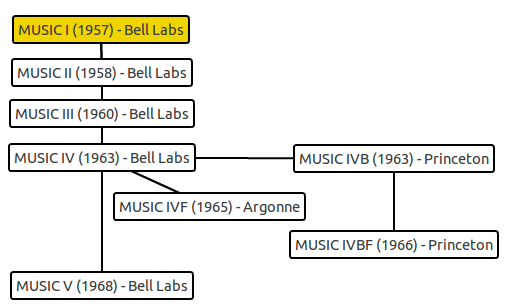 MUSIC I (1957) - Bell Labs
MUSIC II (1958) - Bell Labs
MUSIC III (1960) - Bell Labs
MUSIC IV (1963) - Bell Labs
MUSIC IVB (1963) - Princeton
MUSIC IVF (1965) - Argonne
MUSIC IVBF (1966) - Princeton
MUSIC V (1968) - Bell Labs